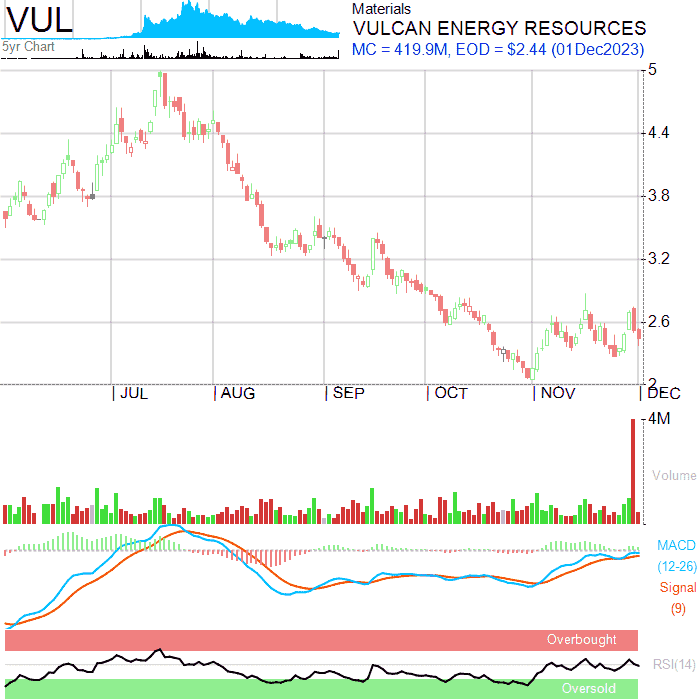 VUL
5yr Chart
Materials
VULCAN ENERGY RESOURCES
MC = 419.9M, EOD = $2.44 (01Dec2023)
5
4.4
3.8
3.2
2.6
2
JUL AUG SEP OCT NOV DEC
4M
Volume
MACD
(12-26)
Signal
(9)
Overbought
RSI(14)
Oversold